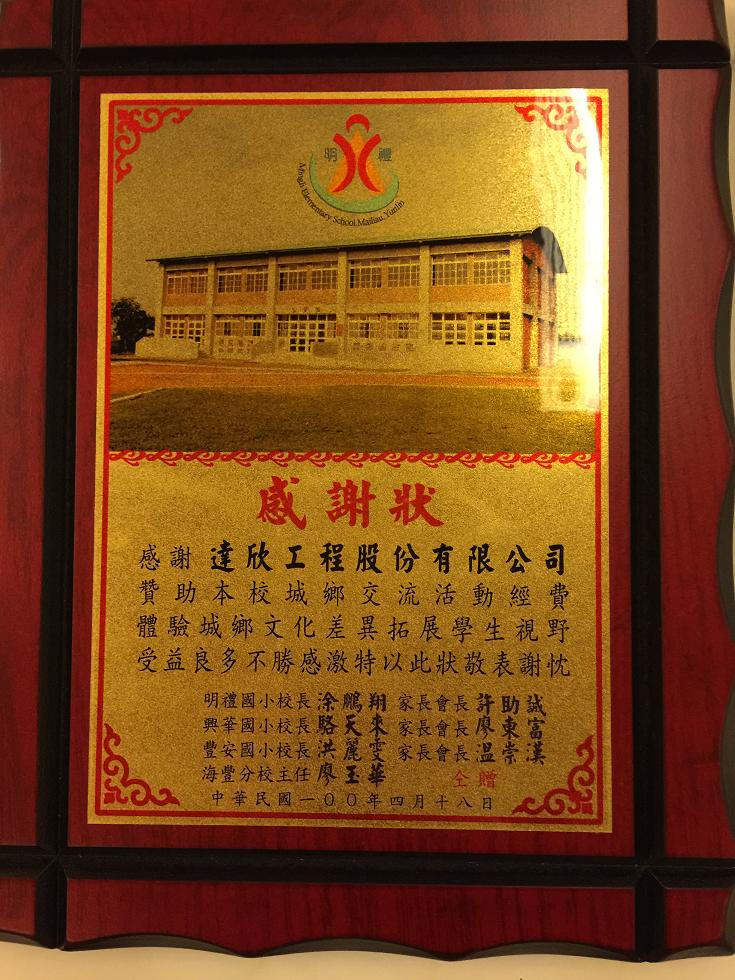 明 禮
Mingli Elementary School Mailiau, Yunlin
感謝狀
感謝 達欣工程股份有限公司
贊助本校城鄉交流活動經費
體驗城鄉文化差異拓展學生視野
受益良多不勝感激特以此狀敬表謝忱
明禮國小校長 涂鵬翔 家長會長 許助誠
興華國小校長 駱天來 家長會長 廖東富
豐安國小校長 洪麗雯 家長會長 溫崇漢
海豐分校主任 廖玉華 仝贈
中華民國一00年四月十八日